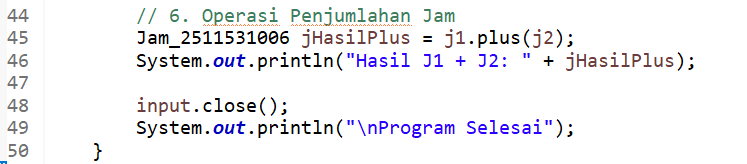 44 // 6. Operasi Penjumlahan Jam
45 Jam_2511531006 jHasilPlus = j1.plus(j2);
46 System.out.println("Hasil J1 + J2: " + jHasilPlus);
47
48 input.close();
49 System.out.println("\nProgram Selesai");
50 }